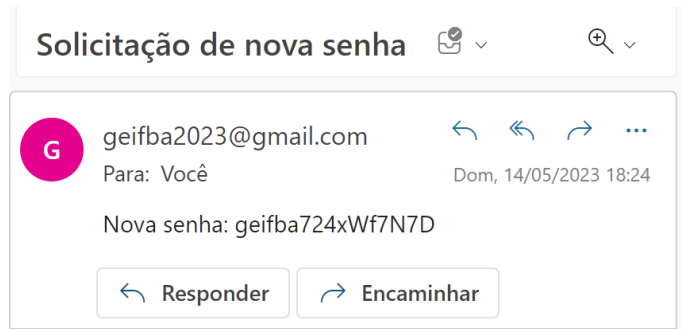 Solicitação de nova senha
G
geifba2023@gmail.com
Para: Você
Dom, 14/05/2023 18:24
Nova senha: geifba724xWf7N7D
Responder
Encaminhar